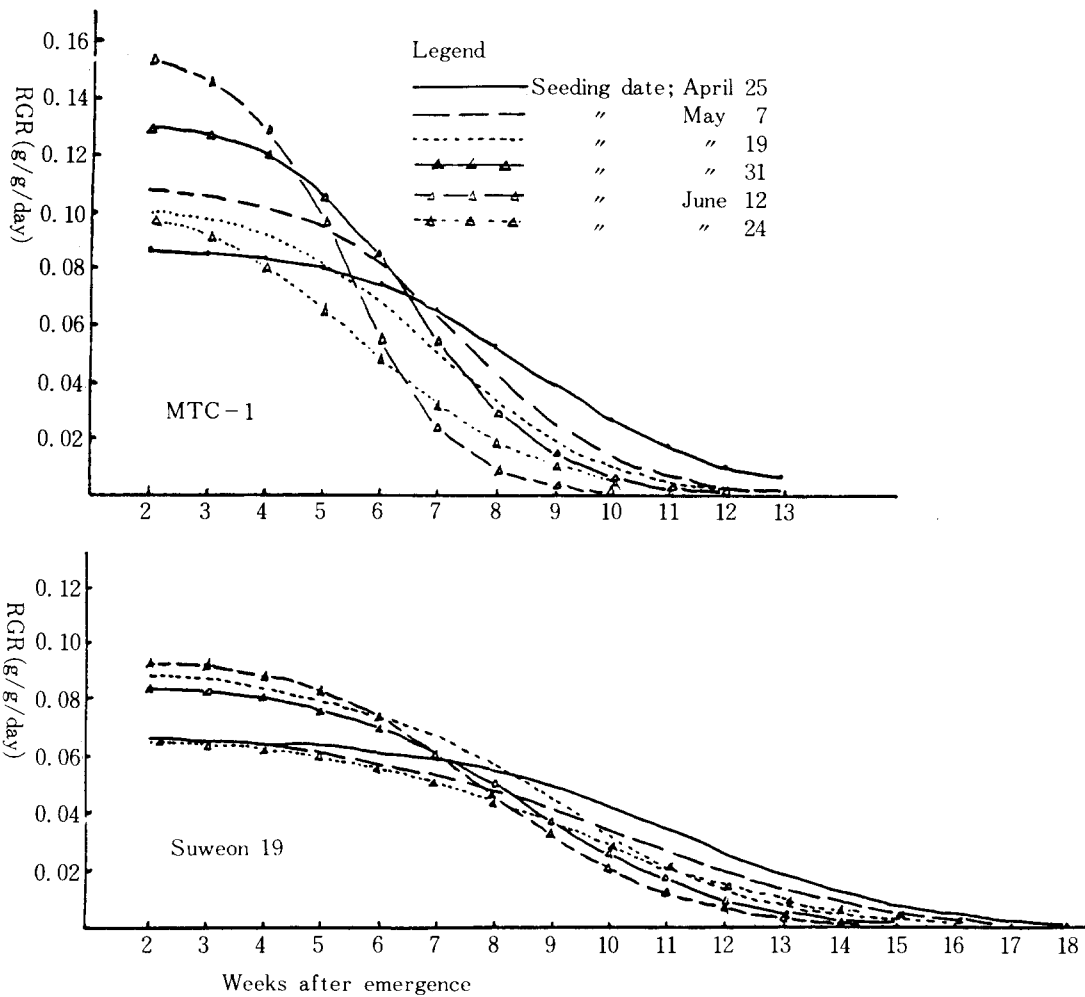 Legend
Seeding date; April 25
〃 May 7
〃 〃 19
〃 〃 31
〃 June 12
〃 〃 24
RGR(g/g/day)
0.16
0.14
0.12
0.10
0.08
0.06
0.04
0.02
MTC-1
2 3 4 5 6 7 8 9 10 11 12 13
RGR(g/g/day)
0.12
0.10
0.08
0.06
0.04
0.02
Suweon 19
2 3 4 5 6 7 8 9 10 11 12 13 14 15 16 17 18
Weeks after emergence